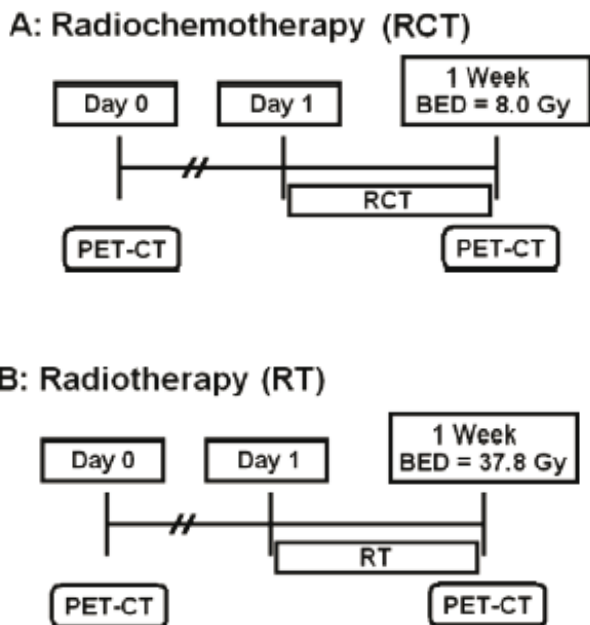 A: Radiochemotherapy (RCT)
Day 0
Day 1
1 Week
BED = 8.0 Gy
RCT
PET-CT
PET-CT
B: Radiotherapy (RT)
Day 0
Day 1
1 Week
BED = 37.8 Gy
RT
PET-CT
PET-CT